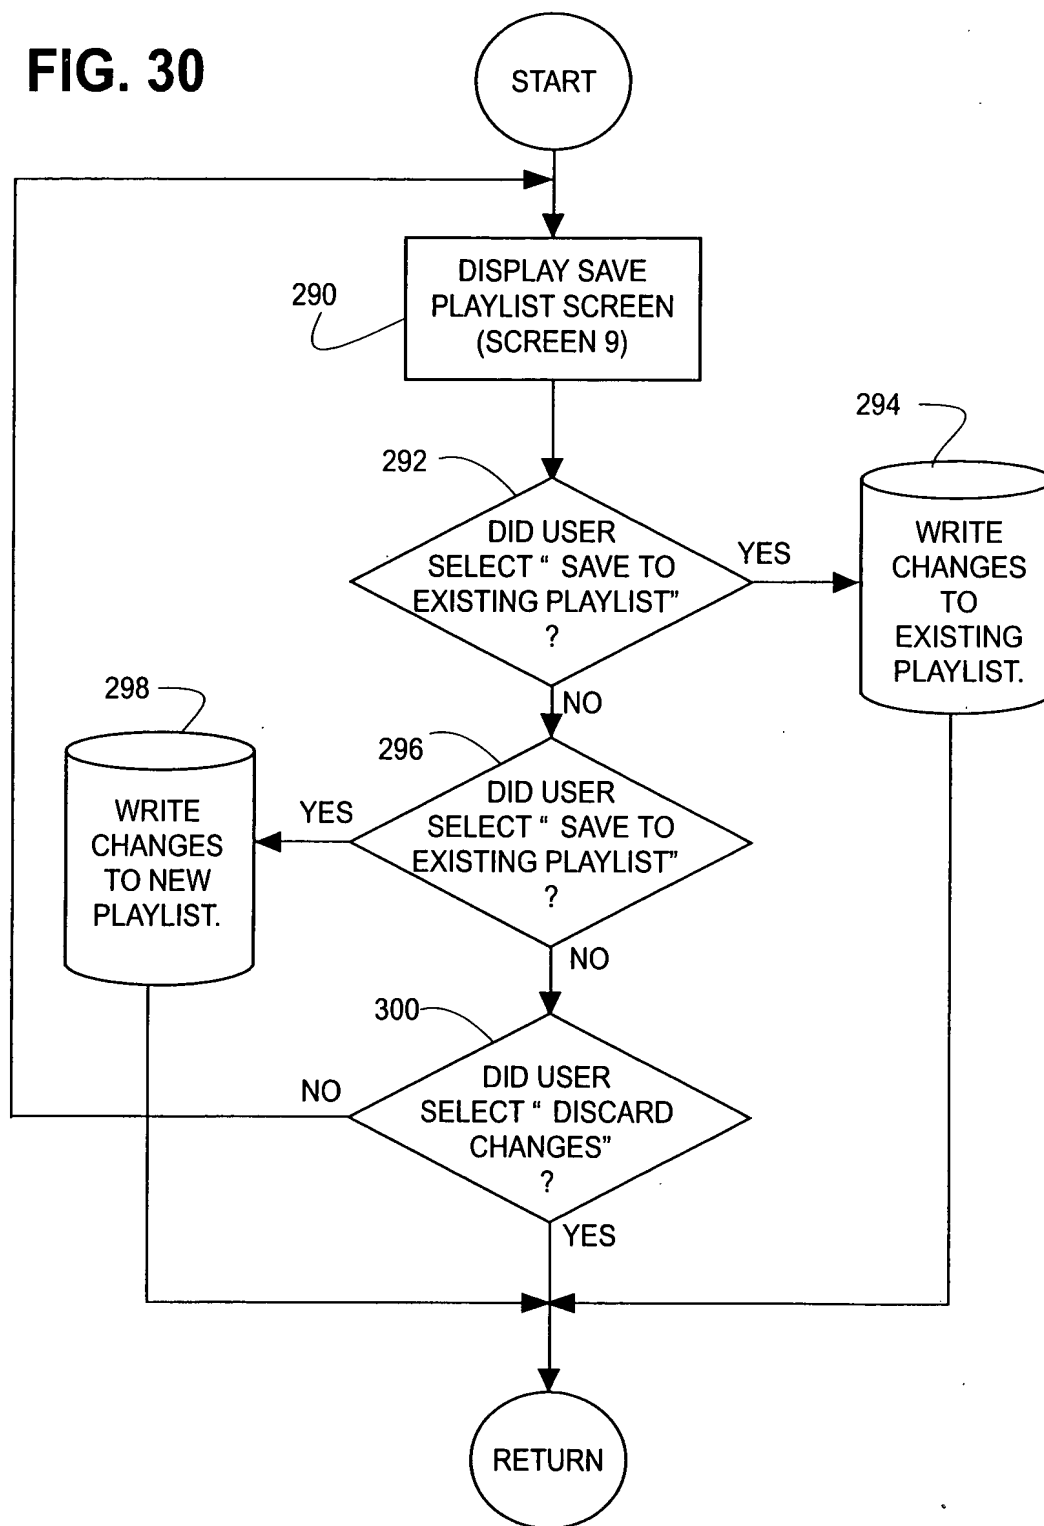 FIG. 30
START
DISPLAY SAVE
PLAYLIST SCREEN
(SCREEN 9)
290
292
DID USER
SELECT “ SAVE TO
EXISTING PLAYLIST”
?
YES
294
WRITE
CHANGES
TO
EXISTING
PLAYLIST.
NO
296
DID USER
SELECT “ SAVE TO
EXISTING PLAYLIST”
?
YES
298
WRITE
CHANGES
TO NEW
PLAYLIST.
NO
300
DID USER
SELECT “ DISCARD
CHANGES”
?
NO
YES
RETURN